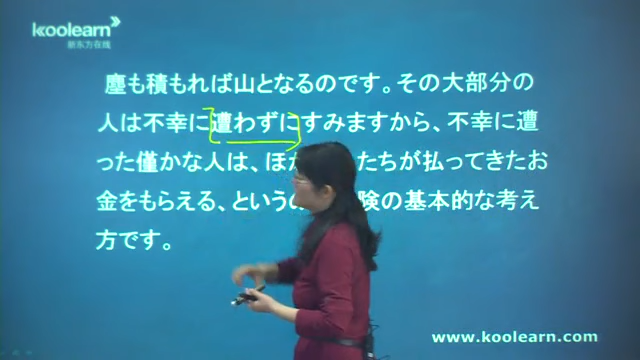 koolearn
新东方在线
塵も積もれば山となるのです。その大部分の
人は不幸に遭わずにすみますから、不幸に遭
った僅かな人は、ほか たちが払ってきたお
金をもらえる、という 険の基本的な考え
方です。
www.koolearn.com